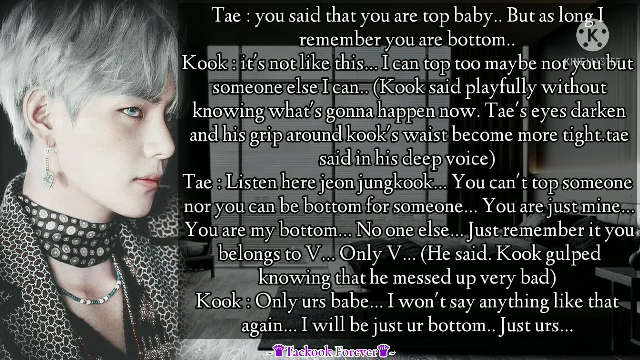 Tae : you said that you are top baby.. But as long I
remember you are bottom..
Kook : it's not like this... I can top too maybe not you but
someone else I can.. (Kook said playfully without
knowing what's gonna happen now. Tae's eyes darken
and his grip around kook's waist become more tight.tae
said in his deep voice)
Tae : Listen here jeon jungkook... You can't top someone
nor you can be bottom for someone... You are just mine...
You are my bottom... No one else... Just remember it you
belongs to V... Only V... (He said. Kook gulped
knowing that he messed up very bad)
Kook : Only urs babe... I won't say anything like that
again... I will be just ur bottom.. Just urs...
~♛Taekook Forever♛~